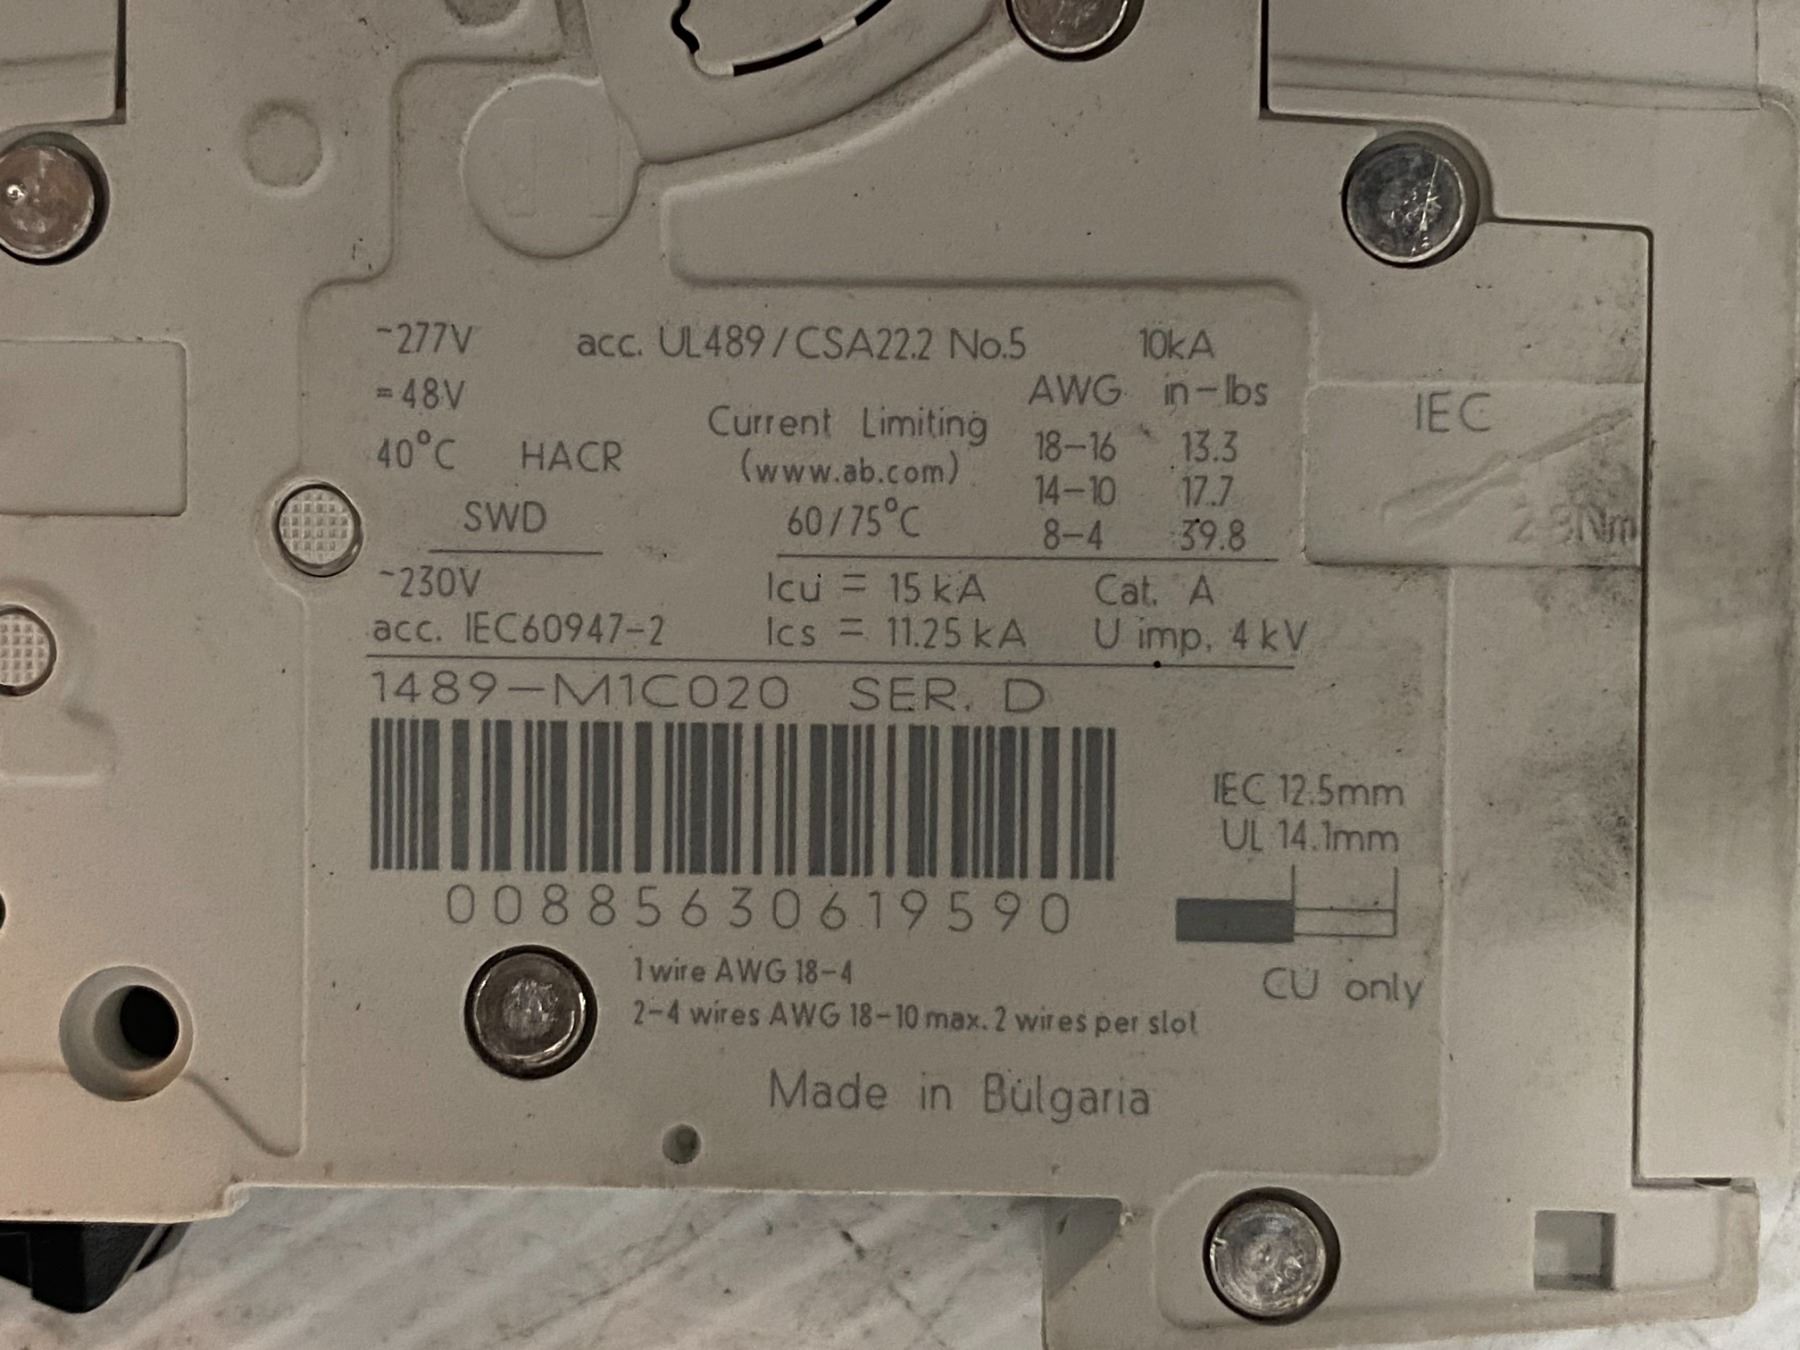 ~277V acc. UL489/CSA22.2 No.5 10kA
=48V AWG in-lbs
Current Limiting 18-16 13.3
40°C HACR (www.ab.com) 14-10 17.7
SWD 60/75°C 8-4 39.8
IEC
2.8Nm
~230V Icu = 15 kA Cat. A
acc. IEC60947-2 Ics = 11.25 kA U imp. 4 kV
1489-M1C020 SER. D
00885630619590
IEC 12.5mm
UL 14.1mm
CU only
1 wire AWG 18-4
2-4 wires AWG 18-10 max. 2 wires per slot
Made in Bulgaria